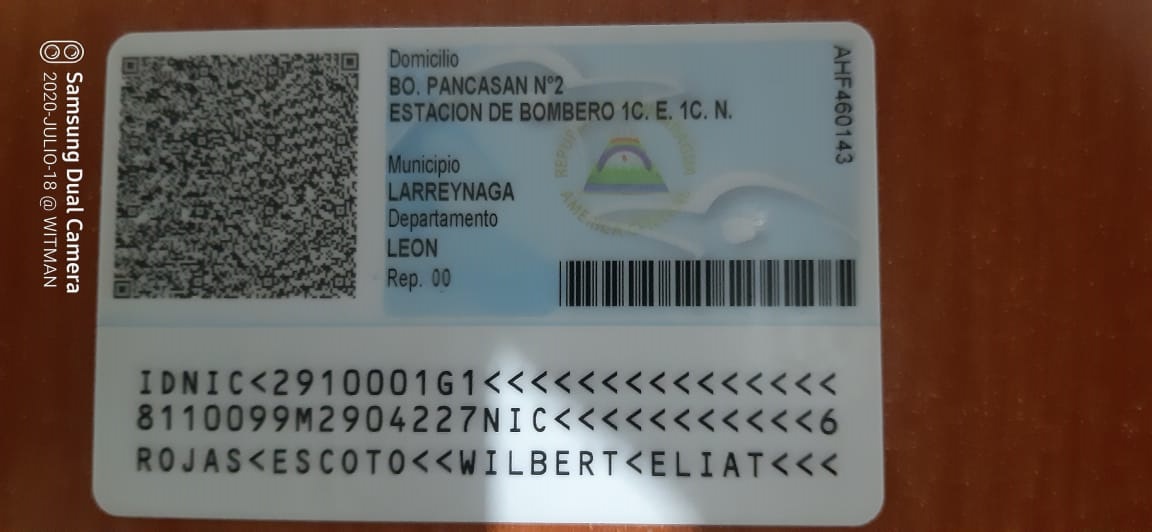 Domicilio
BO. PANCASAN N°2
ESTACION DE BOMBERO 1C. E. 1C. N.
Municipio
LARREYNAGA
Departamento
LEON
Rep. 00
AHF460143
IDNIC<2910001G1<<<<<<<<<<<<<<<
8110099M2904227NIC<<<<<<<<<<<6
ROJAS<ESCOTO<<WILBERT<ELIAT<<<
Samsung Dual Camera
2020-JULIO-18 @ WITMAN